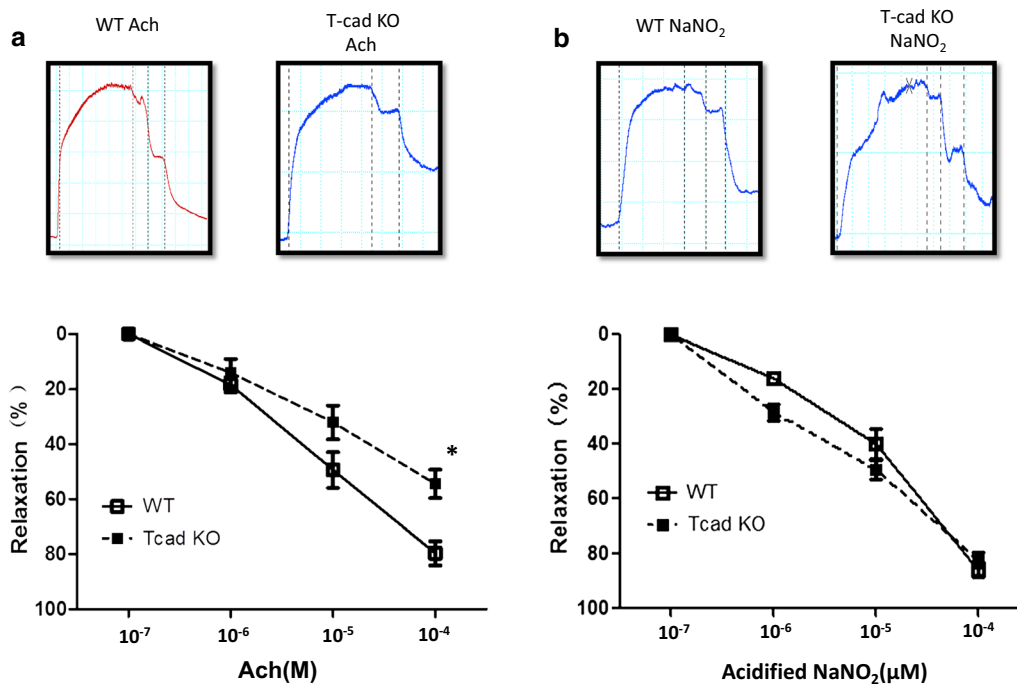 a
WT Ach
T-cad KO
Ach
b
WT NaNO₂
T-cad KO
NaNO₂
0
20
40
60
80
100
Relaxation (%)
WT
Tcad KO
10⁻⁷
10⁻⁶
10⁻⁵
10⁻⁴
*
Ach(M)
0
20
40
60
80
100
Relaxation (%)
WT
Tcad KO
10⁻⁷
10⁻⁶
10⁻⁵
10⁻⁴
Acidified NaNO₂(μM)